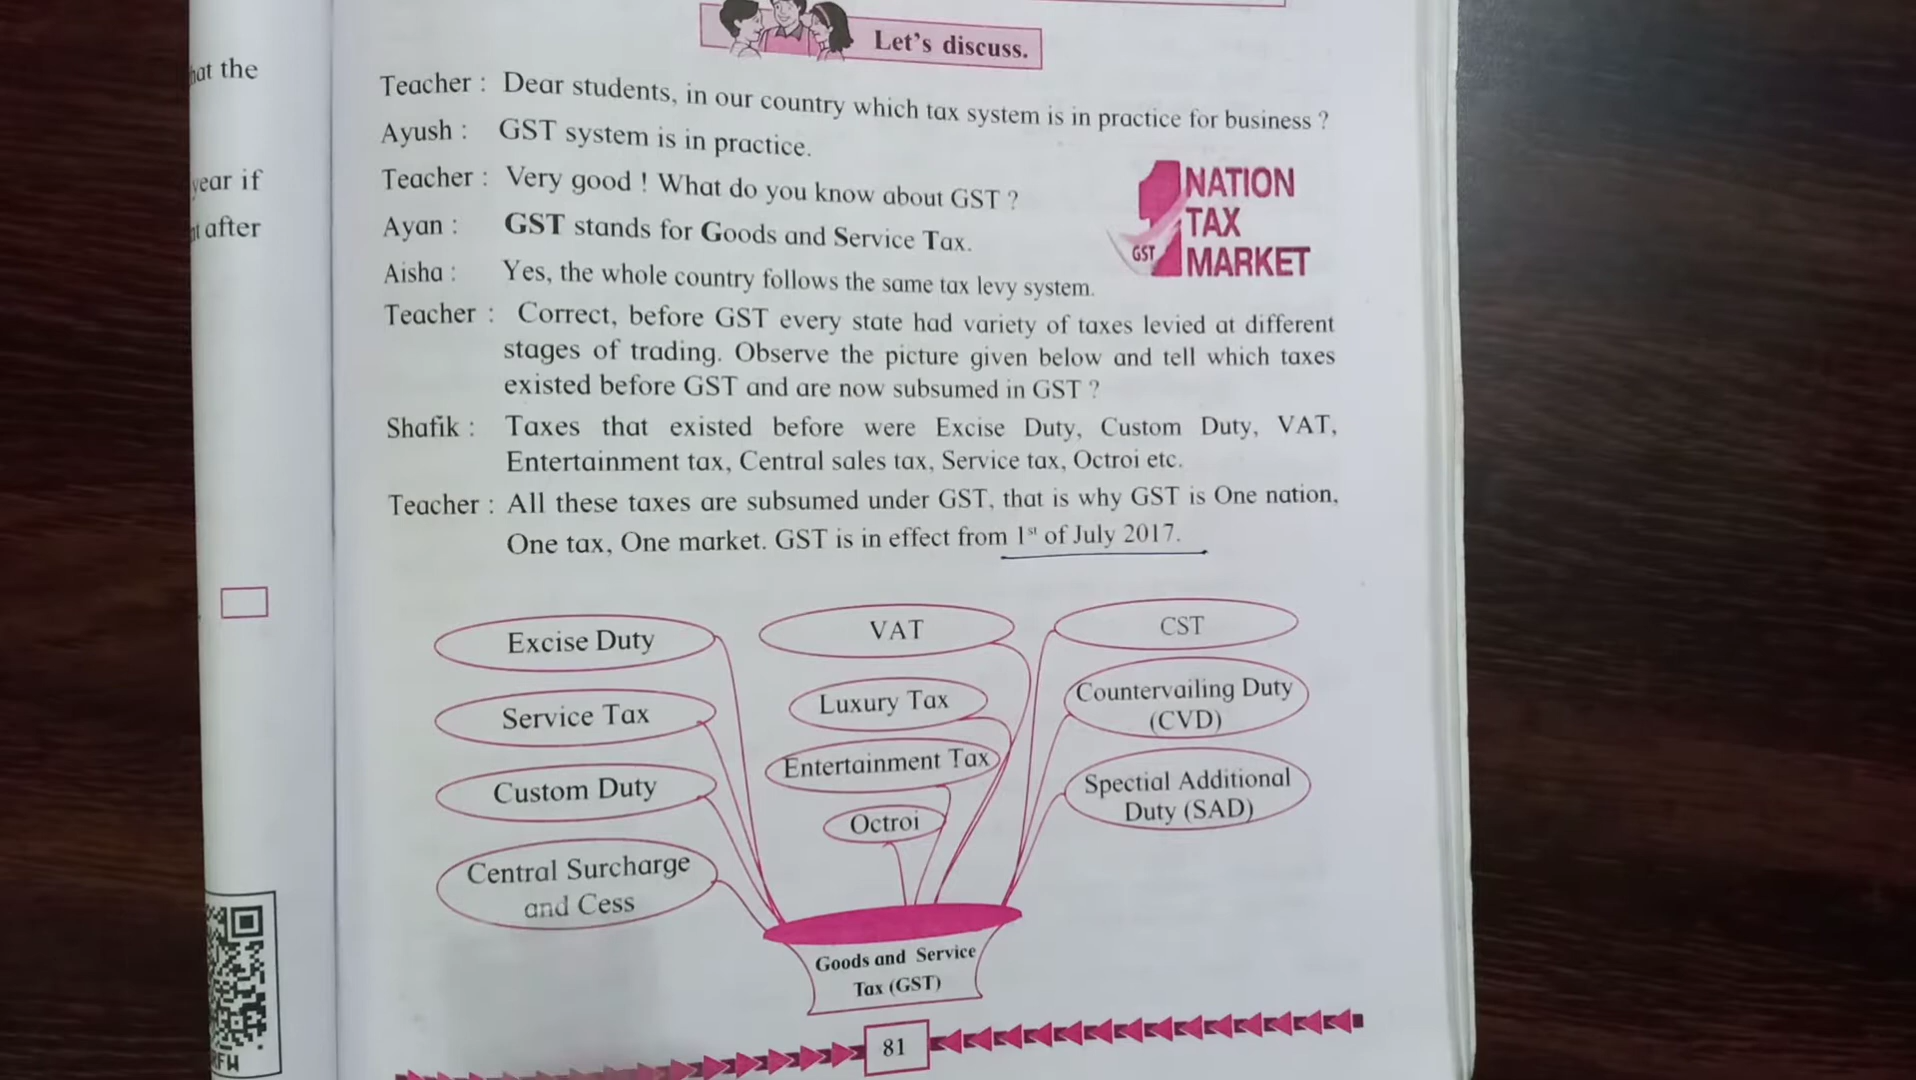 Let's discuss.
hat the
year if
at after
Teacher : Dear students, in our country which tax system is in practice for business ?
Ayush : GST system is in practice.
Teacher : Very good ! What do you know about GST ?
Ayan : GST stands for Goods and Service Tax.
Aisha : Yes, the whole country follows the same tax levy system.
1 NATION
TAX
GST MARKET
Teacher : Correct, before GST every state had variety of taxes levied at different
stages of trading. Observe the picture given below and tell which taxes
existed before GST and are now subsumed in GST ?
Shafik : Taxes that existed before were Excise Duty, Custom Duty, VAT,
Entertainment tax, Central sales tax, Service tax, Octroi etc.
Teacher : All these taxes are subsumed under GST, that is why GST is One nation,
One tax, One market. GST is in effect from 1st of July 2017.
Excise Duty
Service Tax
Custom Duty
Central Surcharge
and Cess
VAT
Luxury Tax
Entertainment Tax
Octroi
CST
Countervailing Duty
(CVD)
Spectial Additional
Duty (SAD)
Goods and Service
Tax (GST)
81